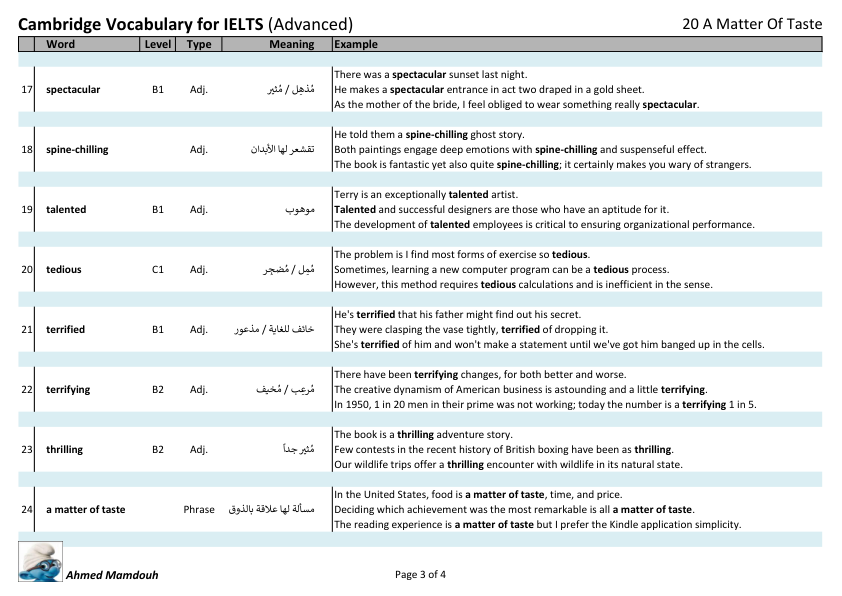 Cambridge Vocabulary for IELTS (Advanced) 20 A Matter Of Taste
Word Level Type Meaning Example
There was a spectacular sunset last night.
17 spectacular B1 Adj. مُذهِل / مُثير He makes a spectacular entrance in act two draped in a gold sheet.
As the mother of the bride, I feel obliged to wear something really spectacular.
He told them a spine-chilling ghost story.
18 spine-chilling Adj. تقشعر لها الأبدان Both paintings engage deep emotions with spine-chilling and suspenseful effect.
The book is fantastic yet also quite spine-chilling; it certainly makes you wary of strangers.
Terry is an exceptionally talented artist.
19 talented B1 Adj. موهوب Talented and successful designers are those who have an aptitude for it.
The development of talented employees is critical to ensuring organizational performance.
The problem is I find most forms of exercise so tedious.
20 tedious C1 Adj. مُمِل / مُضجِر Sometimes, learning a new computer program can be a tedious process.
However, this method requires tedious calculations and is inefficient in the sense.
He's terrified that his father might find out his secret.
21 terrified B1 Adj. خائف للغاية / مذعور They were clasping the vase tightly, terrified of dropping it.
She's terrified of him and won't make a statement until we've got him banged up in the cells.
There have been terrifying changes, for both better and worse.
22 terrifying B2 Adj. مُرعِب / مُخيف The creative dynamism of American business is astounding and a little terrifying.
In 1950, 1 in 20 men in their prime was not working; today the number is a terrifying 1 in 5.
The book is a thrilling adventure story.
23 thrilling B2 Adj. مُثير جداً Few contests in the recent history of British boxing have been as thrilling.
Our wildlife trips offer a thrilling encounter with wildlife in its natural state.
In the United States, food is a matter of taste, time, and price.
24 a matter of taste Phrase مسألة لها علاقة بالذوق Deciding which achievement was the most remarkable is all a matter of taste.
The reading experience is a matter of taste but I prefer the Kindle application simplicity.
Ahmed Mamdouh Page 3 of 4